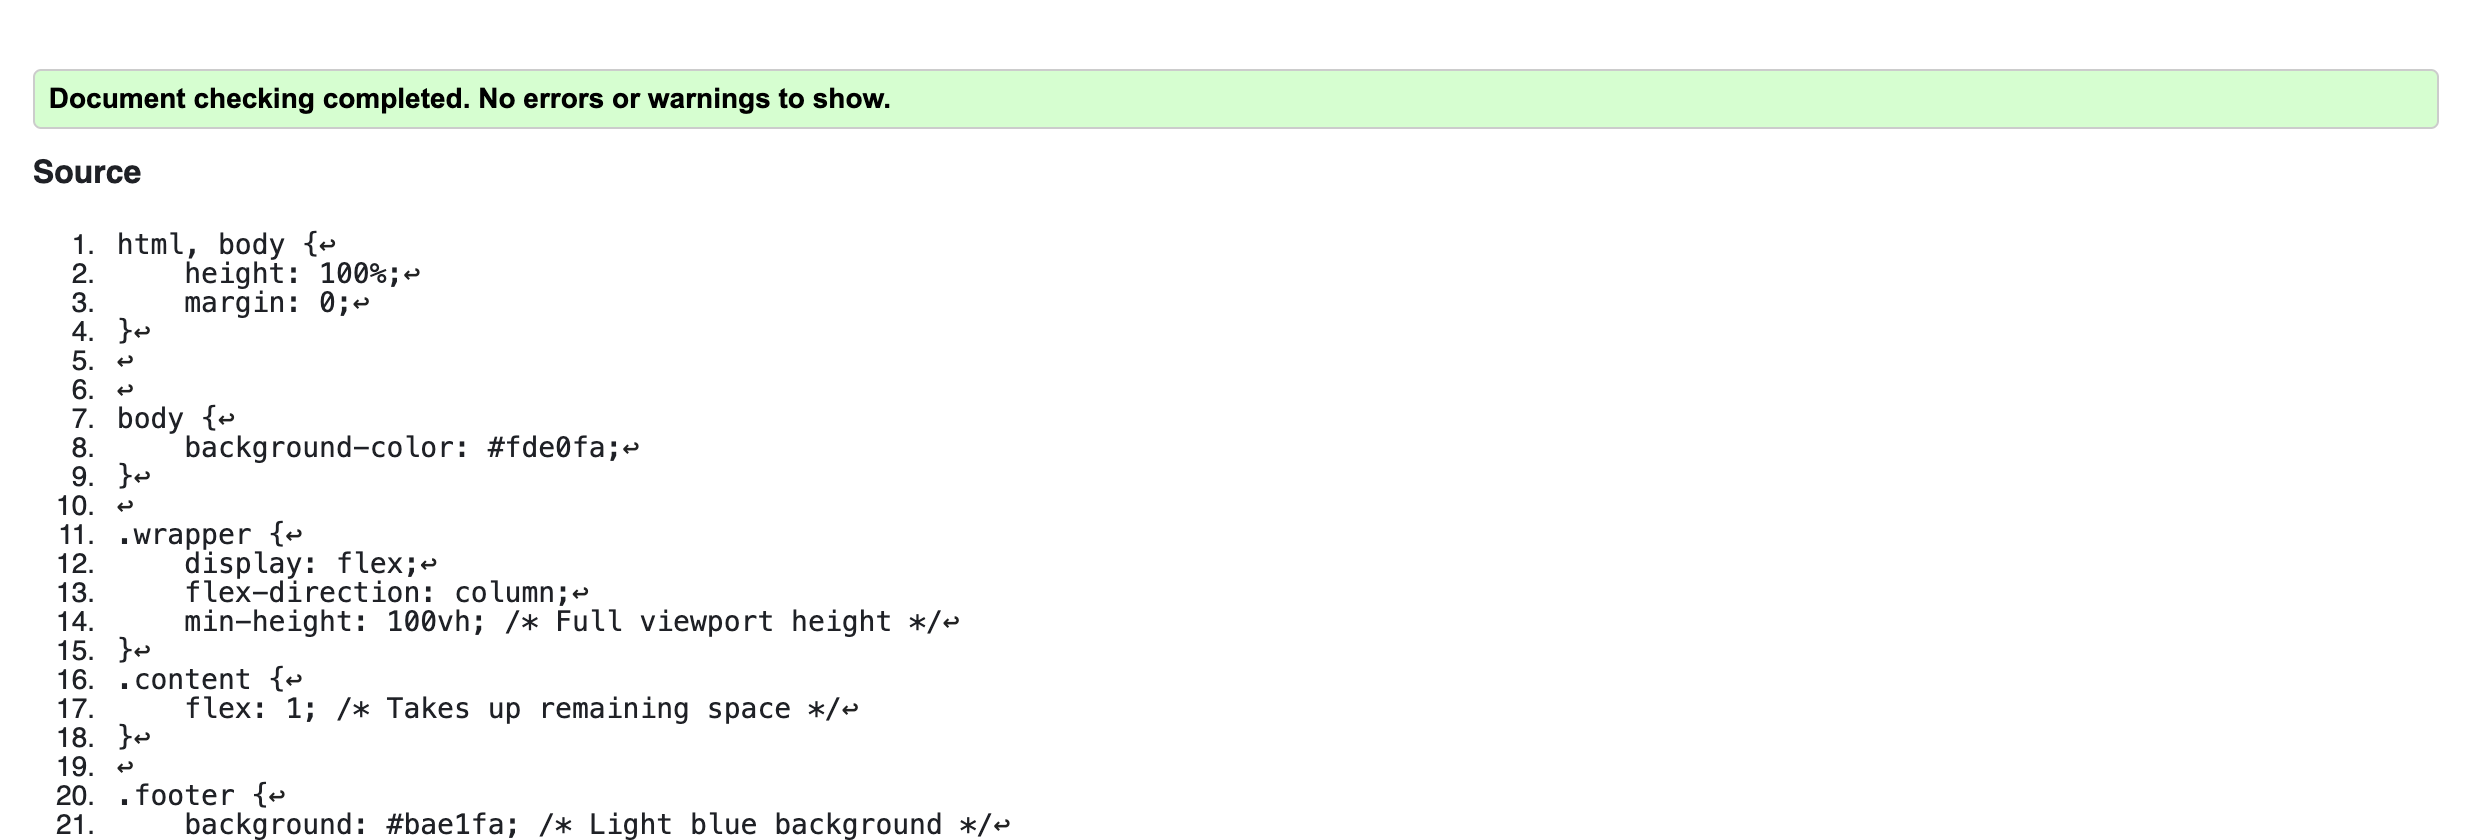 Document checking completed. No errors or warnings to show.
Source
1. html, body {↩
2.     height: 100%;↩
3.     margin: 0;↩
4. }↩
5. ↩
6. ↩
7. body {↩
8.     background-color: #fde0fa;↩
9. }↩
10. ↩
11. .wrapper {↩
12.     display: flex;↩
13.     flex-direction: column;↩
14.     min-height: 100vh; /* Full viewport height */↩
15. }↩
16. .content {↩
17.     flex: 1; /* Takes up remaining space */↩
18. }↩
19. ↩
20. .footer {↩
21.     background: #bae1fa; /* Light blue background */↩